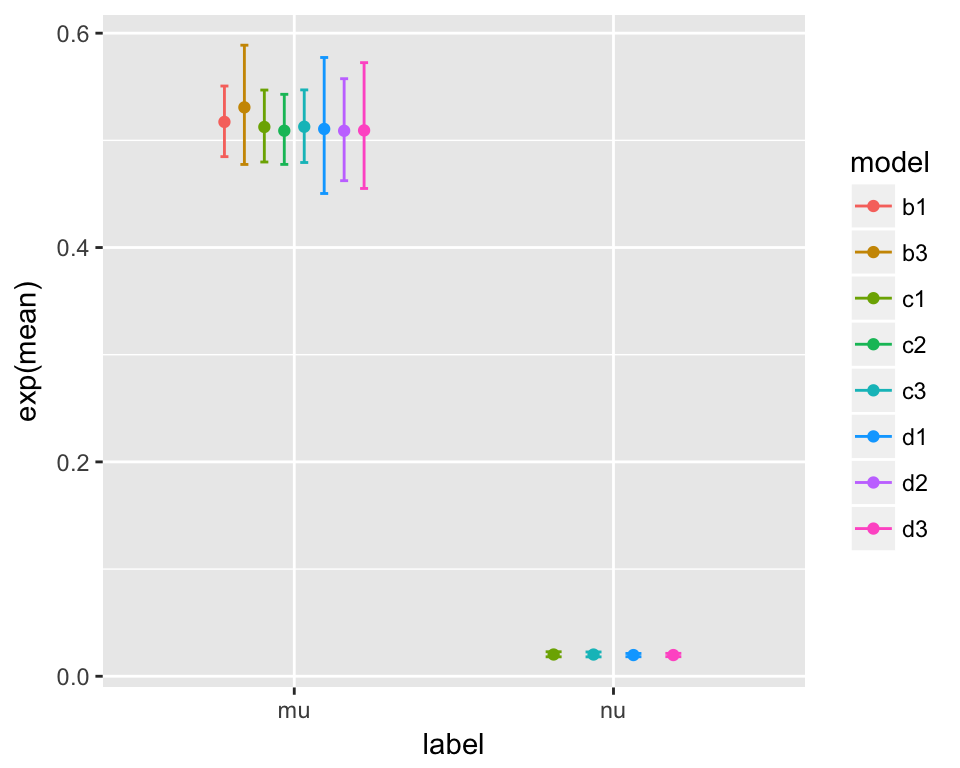 exp(mean)
0.6
0.4
0.2
0.0
mu nu
label
model
b1
b3
c1
c2
c3
d1
d2
d3